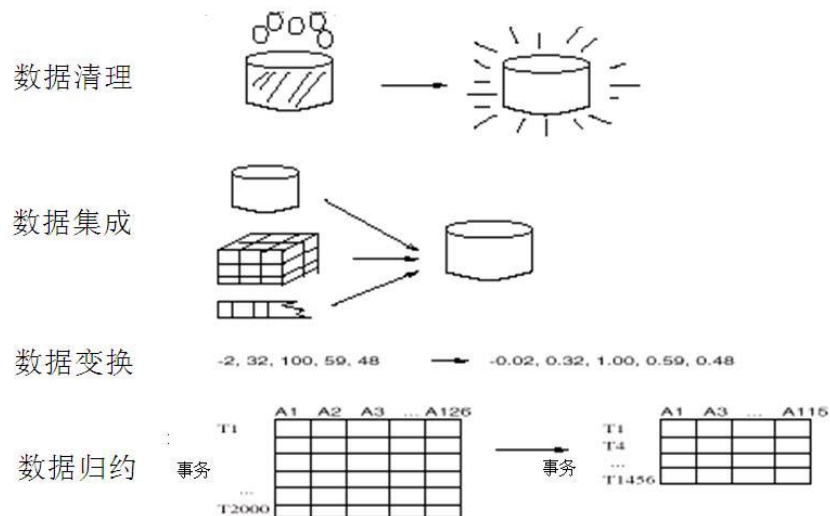 数据清理
数据集成
数据变换
-2, 32, 100, 59, 48
-0.02, 0.32, 1.00, 0.59, 0.48
数据归约
A1 A2 A3 ... A126
T1
事务
...
T2000
A1 A3 ... A115
T1
T4
事务
...
T1456